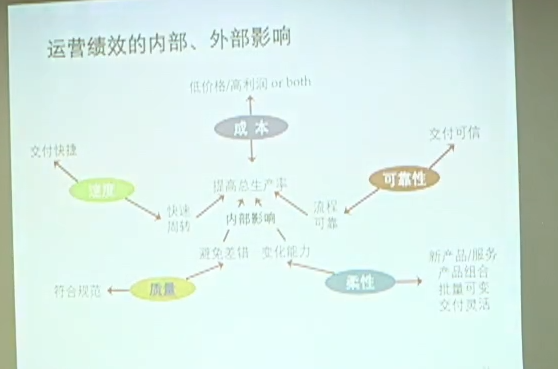 运营绩效的内部、外部影响
低价格/高利润 or both
成 本
交付快捷
交付可信
速度
提高总生产率
可靠性
快速
周转
内部影响
流程
可靠
避免差错
变化能力
符合规范
质量
柔性
新产品/服务
产品组合
批量可变
交付灵活